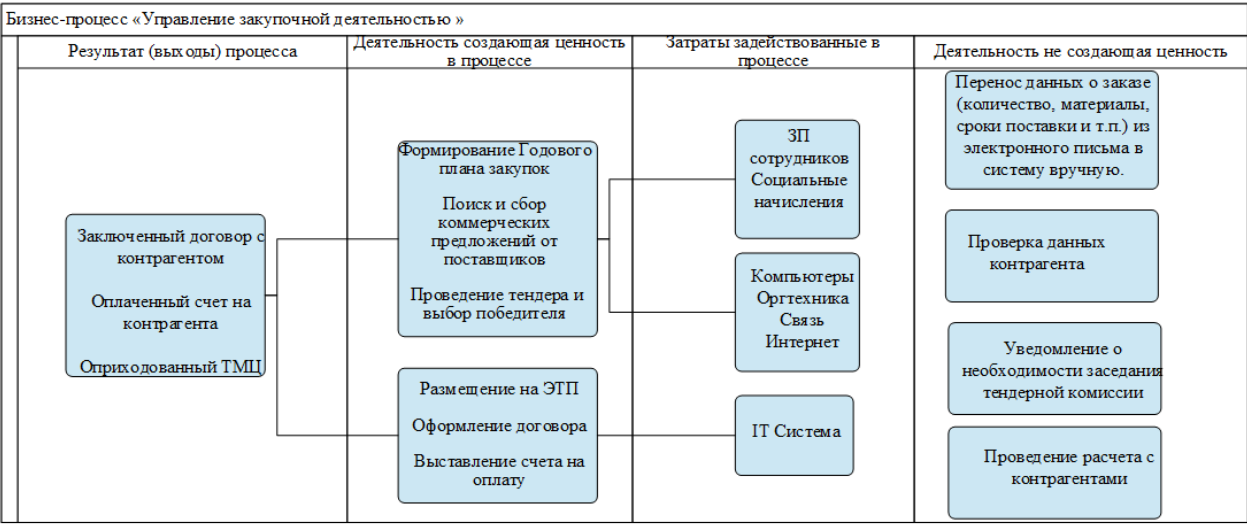 Бизнес-процесс «Управление закупочной деятельностью »
Результат (выходы) процесса
Деятельность создающая ценность
в процессе
Затраты задействованные в
процессе
Деятельность не создающая ценность
Заключенный договор с
контрагентом
Оплаченный счет на
контрагента
Оприходованный ТМЦ
Формирование Годового
плана закупок
Поиск и сбор
коммерческих
предложений от
поставщиков
Проведение тендера и
выбор победителя
Размещение на ЭТП
Оформление договора
Выставление счета на
оплату
ЗП
сотрудников
Социальные
начисления
Компьютеры
Оргтехника
Связь
Интернет
IT Система
Перенос данных о заказе
(количество, материалы,
сроки поставки и т.п.) из
электронного письма в
систему вручную.
Проверка данных
контрагента
Уведомление о
необходимости заседания
тендерной комиссии
Проведение расчета с
контрагентами